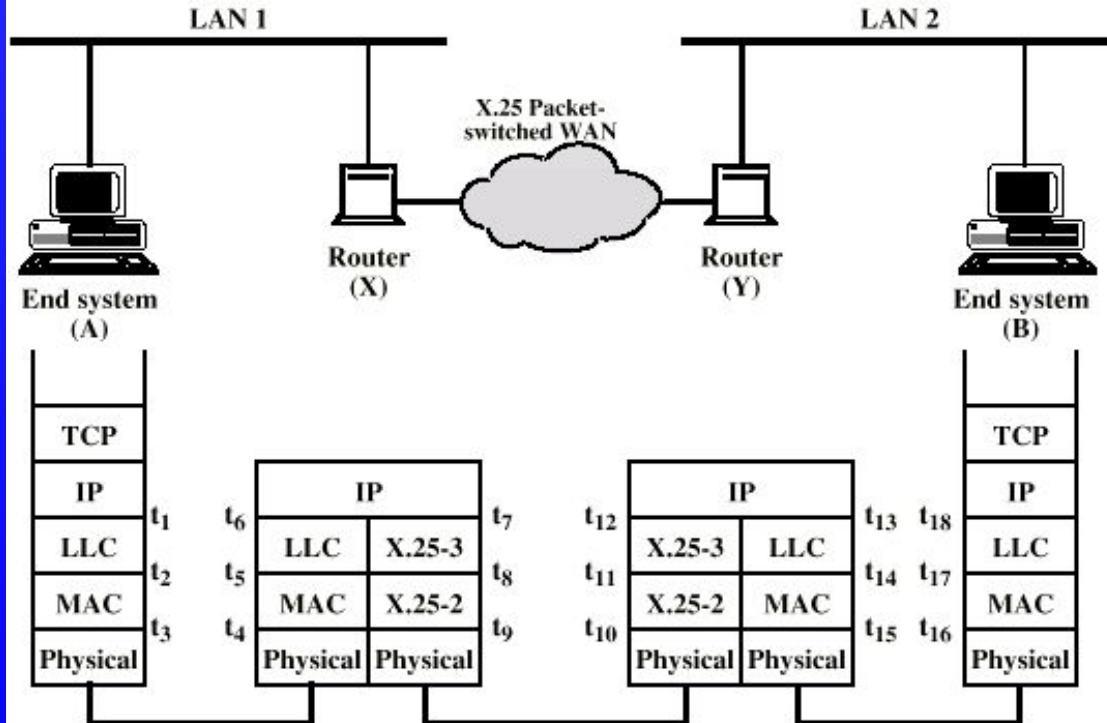 LAN 1
LAN 2
X.25 Packet-
switched WAN
Router
(X)
Router
(Y)
End system
(A)
End system
(B)
TCP
IP
LLC
MAC
Physical
t1
t2
t3
t6
t5
t4
IP
LLC X.25-3
MAC X.25-2
Physical Physical
t7
t8
t9
t12
t11
t10
IP
X.25-3 LLC
X.25-2 MAC
Physical Physical
t13
t14
t15
t18
t17
t16
TCP
IP
LLC
MAC
Physical